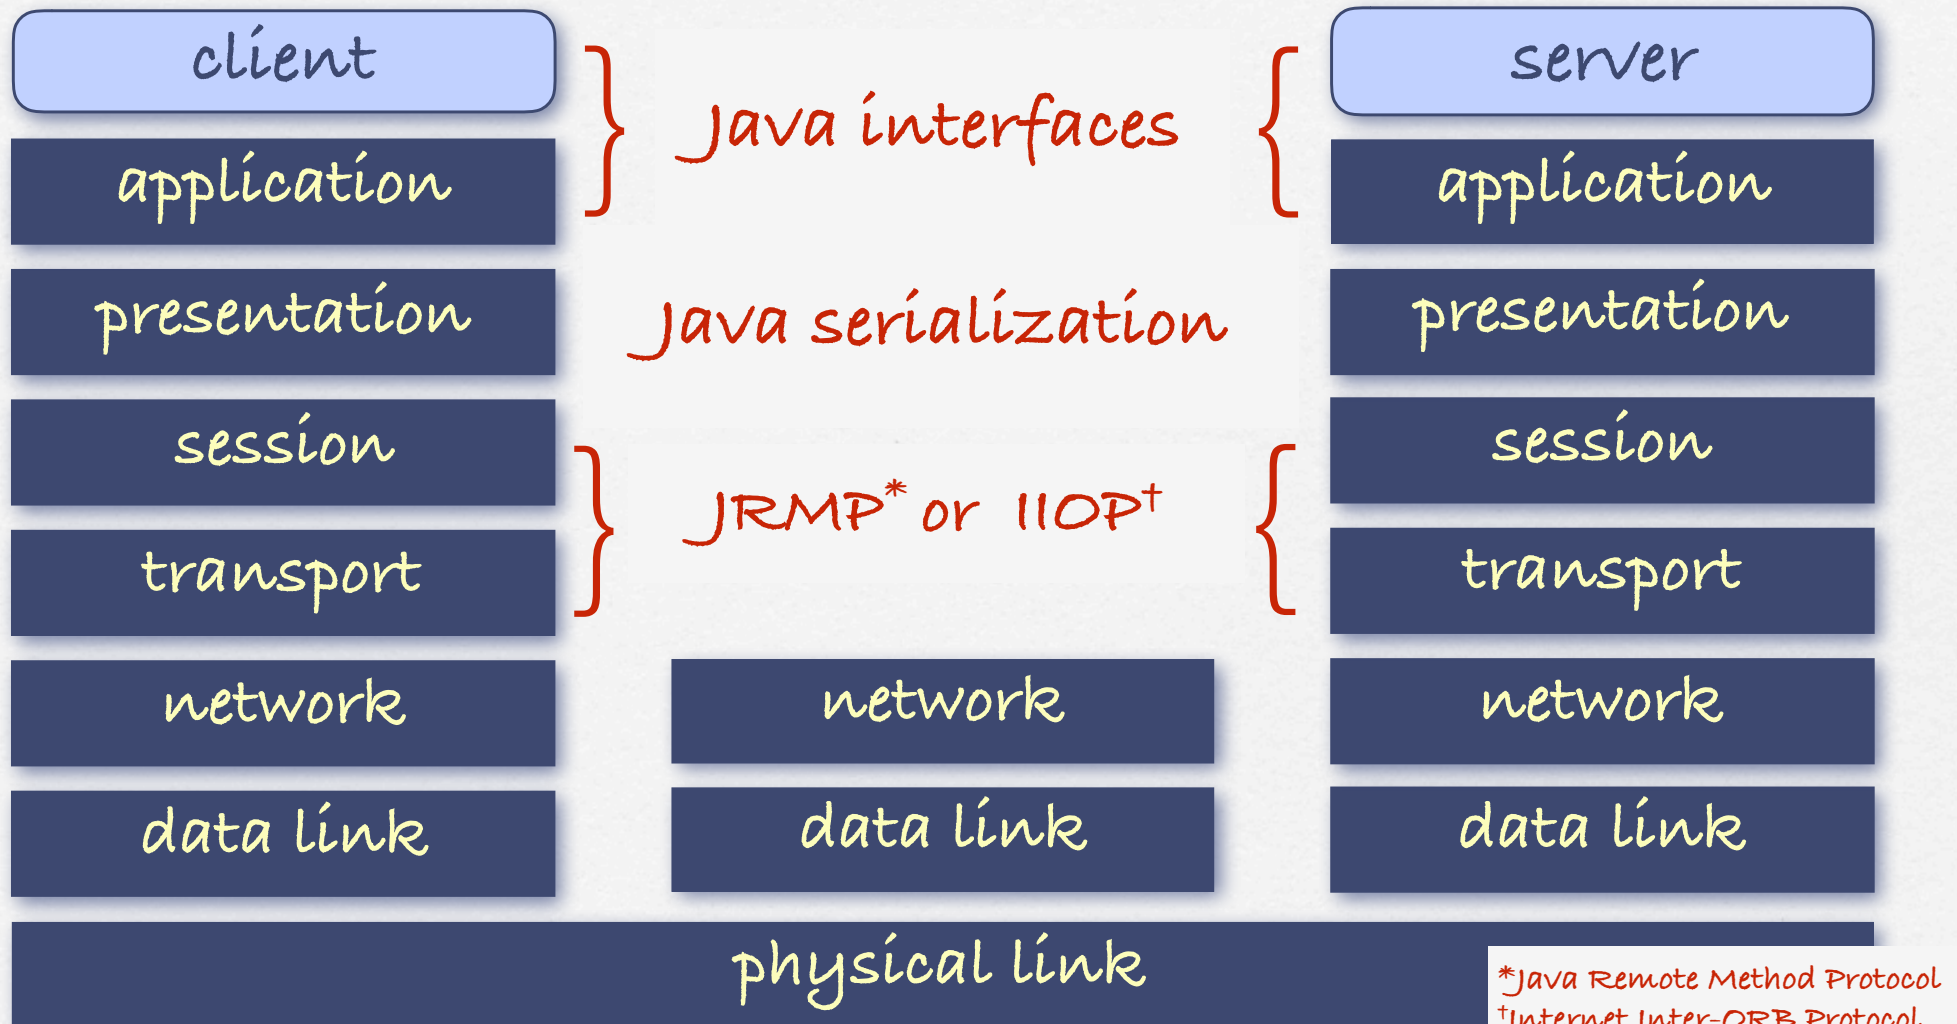 client
Java interfaces
server
application
application
presentation
Java serialization
presentation
session
JRMP* or IIOP†
session
transport
transport
network
network
network
data link
data link
data link
physical link
*Java Remote Method Protocol
†Internet Inter-ORB Protocol